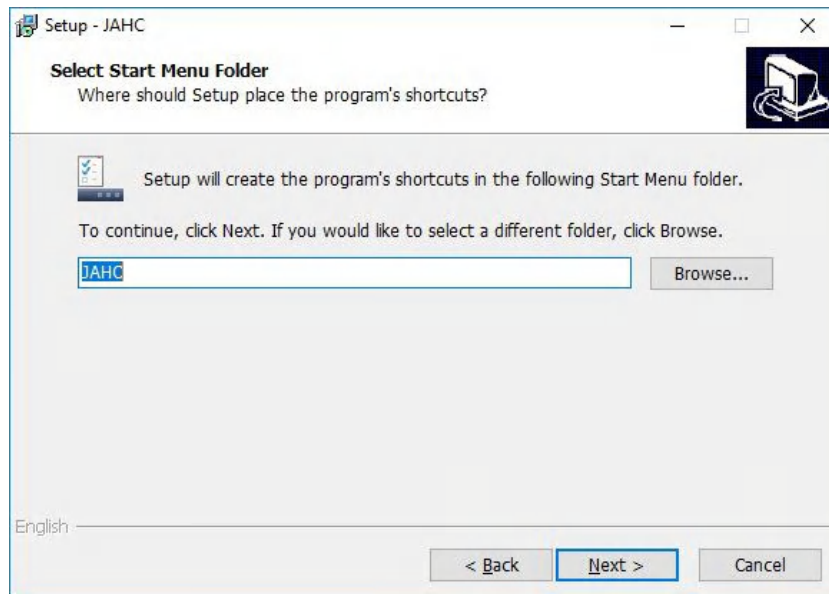 Setup - JAHC
Select Start Menu Folder
Where should Setup place the program's shortcuts?
Setup will create the program's shortcuts in the following Start Menu folder.
To continue, click Next. If you would like to select a different folder, click Browse.
JAHC
Browse...
English
< Back
Next >
Cancel